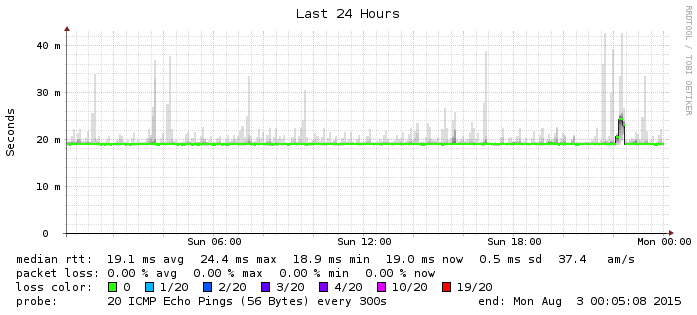 Last 24 Hours
RRDTOOL / TOBI OETIKER
Seconds
40 m
30 m
20 m
10 m
0
Sun 06:00 Sun 12:00 Sun 18:00 Mon 00:00
median rtt: 19.1 ms avg 24.4 ms max 18.9 ms min 19.0 ms now 0.5 ms sd 37.4 am/s
packet loss: 0.00 % avg 0.00 % max 0.00 % min 0.00 % now
loss color: 0 1/20 2/20 3/20 4/20 10/20 19/20
probe: 20 ICMP Echo Pings (56 Bytes) every 300s end: Mon Aug 3 00:05:08 2015